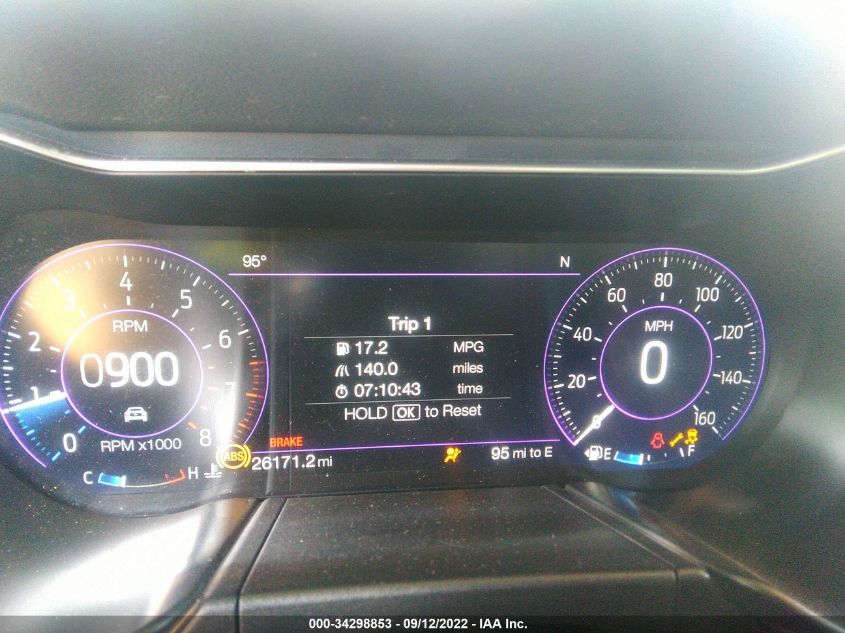 95° N
4
3 5
2 6
1 7
0 8
RPM
0900
RPM x1000
C H
Trip 1
17.2 MPG
140.0 miles
07:10:43 time
HOLD OK to Reset
BRAKE
ABS
26171.2 mi
95 mi to E
80
60 100
40 120
20 140
0 160
MPH
0
E F
000-34298853 - 09/12/2022 - IAA Inc.